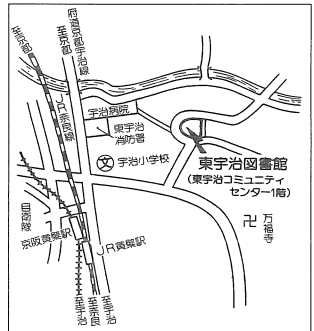 至京都
至京都
府道京都宇治線
JR奈良線
宇治病院
東宇治
消防署
文 宇治小学校
東宇治図書館
(東宇治コミュニティ
センター1階)
卍 万福寺
自衛隊
京阪黄檗駅
JR黄檗駅
至宇治
至奈良
至宇治